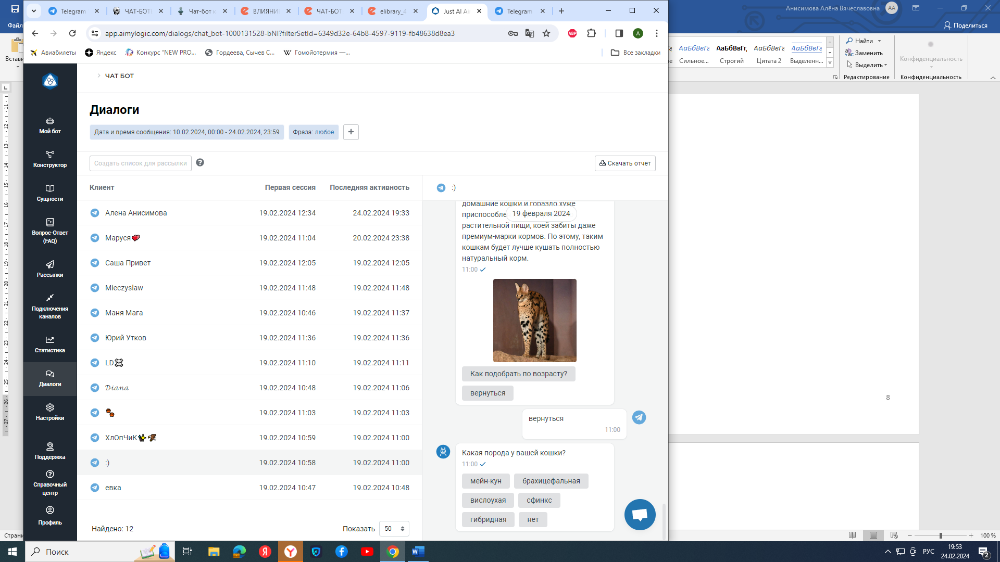 Telegram
ЧАТ-БОТ
Чат-бот к
ВЛИЯНИ
ЧАТ-БОТ
elibrary_4
Just AI Ai
Telegram
Анисимова Алёна Вячеславовна
АА
Файл
Поделиться
app.aimylogic.com/dialogs/chat_bot-1000131528-bNI?filterSetId=6349d32e-64b8-4597-9119-fb48638d8ea3
ABP
A
Авиабилеты
Яндекс
Конкурс “NEW PRO...
Гордеева, Сычев С...
Гомойотермия —...
Все закладки
Встави
АаБбВвГг
АаБбВвГг,
АаБбВвГг
АаБбВвГг
Сильное...
Строгий
Цитата 2
Выделенн...
Найти
Заменить
Выделить
Редактирование
Конфиденциальность
Конфиденциальность
ЧАТ БОТ
Диалоги
Дата и время сообщения: 10.02.2024, 00:00 - 24.02.2024, 23:59
Фраза: любое
+
Создать список для рассылки
?
Скачать отчет
Мой бот
Конструктор
Сущности
Вопрос-Ответ
(FAQ)
Рассылки
Подключения
каналов
Статистика
Диалоги
Настройки
Поддержка
Справочный
центр
Профиль
Клиент Первая сессия Последняя активность
Алена Анисимова 19.02.2024 12:34 24.02.2024 19:33
Маруся💕 19.02.2024 11:04 20.02.2024 23:38
Саша Привет 19.02.2024 12:05 19.02.2024 12:05
Mieczyslaw 19.02.2024 11:48 19.02.2024 11:48
Маня Мага 19.02.2024 10:46 19.02.2024 11:37
Юрий Утков 19.02.2024 11:36 19.02.2024 11:36
LD☠ 19.02.2024 11:10 19.02.2024 11:11
𝓓𝓲𝓪𝓷𝓪 19.02.2024 10:48 19.02.2024 11:06
🐾 19.02.2024 11:03 19.02.2024 11:03
ХлОпЧиК✨🦅 19.02.2024 10:59 19.02.2024 11:00
:) 19.02.2024 10:58 19.02.2024 11:00
евка 19.02.2024 10:47 19.02.2024 10:48
Найдено: 12
Показать 50
:)
домашние кошки и гораздо хуже
приспособле
19 февраля 2024
растительной пищи, коей забиты даже
премиум-марки кормов. По этому, таким
кошкам будет лучше кушать полностью
натуральный корм.
11:00
Как подобрать по возрасту?
вернуться
вернуться
11:00
Какая порода у вашей кошки?
11:00
мейн-кун
брахицефальная
вислоухая
сфинкс
гибридная
нет
8
Страни
100 %
Поиск
РУС
19:53
24.02.2024
2